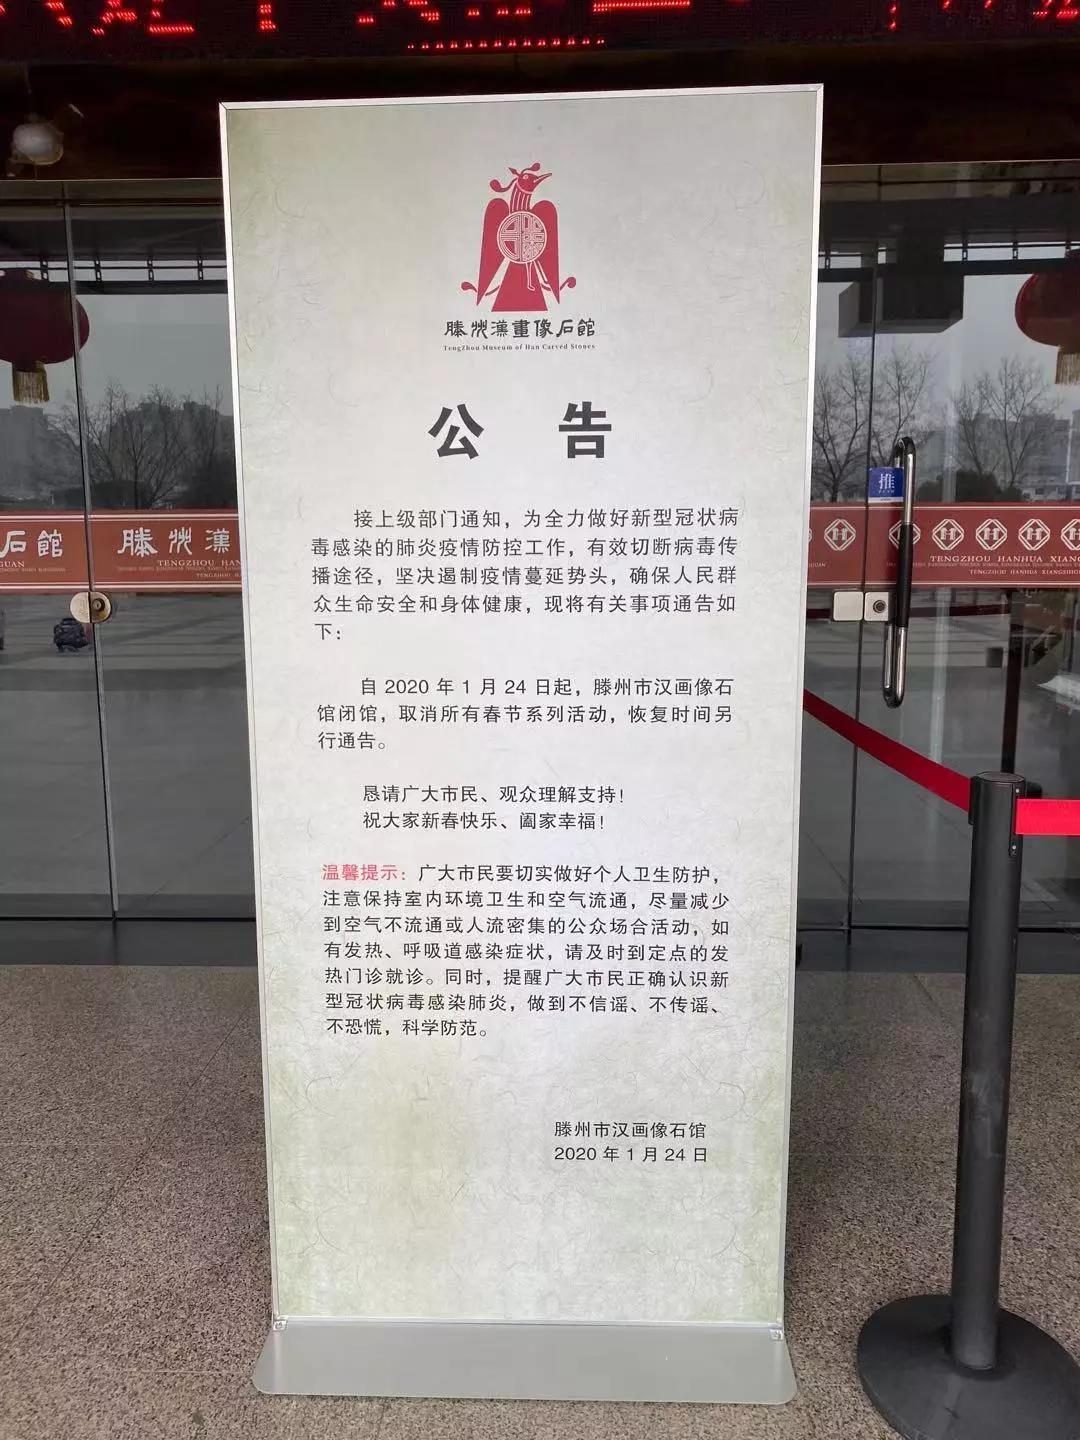 滕州漢畫像石館
TengZhou Museum of Han Carved Stones
公 告
接上级部门通知，为全力做好新型冠状病
毒感染的肺炎疫情防控工作，有效切断病毒传
播途径，坚决遏制疫情蔓延势头，确保人民群
众生命安全和身体健康，现将有关事项通告如
下：
自 2020 年 1 月 24 日起，滕州市汉画像石
馆闭馆，取消所有春节系列活动，恢复时间另
行通告。
恳请广大市民、观众理解支持！
祝大家新春快乐、阖家幸福！
温馨提示：广大市民要切实做好个人卫生防护，
注意保持室内环境卫生和空气流通，尽量减少
到空气不流通或人流密集的公众场合活动，如
有发热、呼吸道感染症状，请及时到定点的发
热门诊就诊。同时，提醒广大市民正确认识新
型冠状病毒感染肺炎，做到不信谣、不传谣、
不恐慌，科学防范。
滕州市汉画像石馆
2020 年 1 月 24 日
石館
GUAN
滕州漢
TENGZHOU HAN
TENGZHOU HAN
推
TENGZHOU HANHUA XIANG
TENGZHOU HANHUA XIANGSH